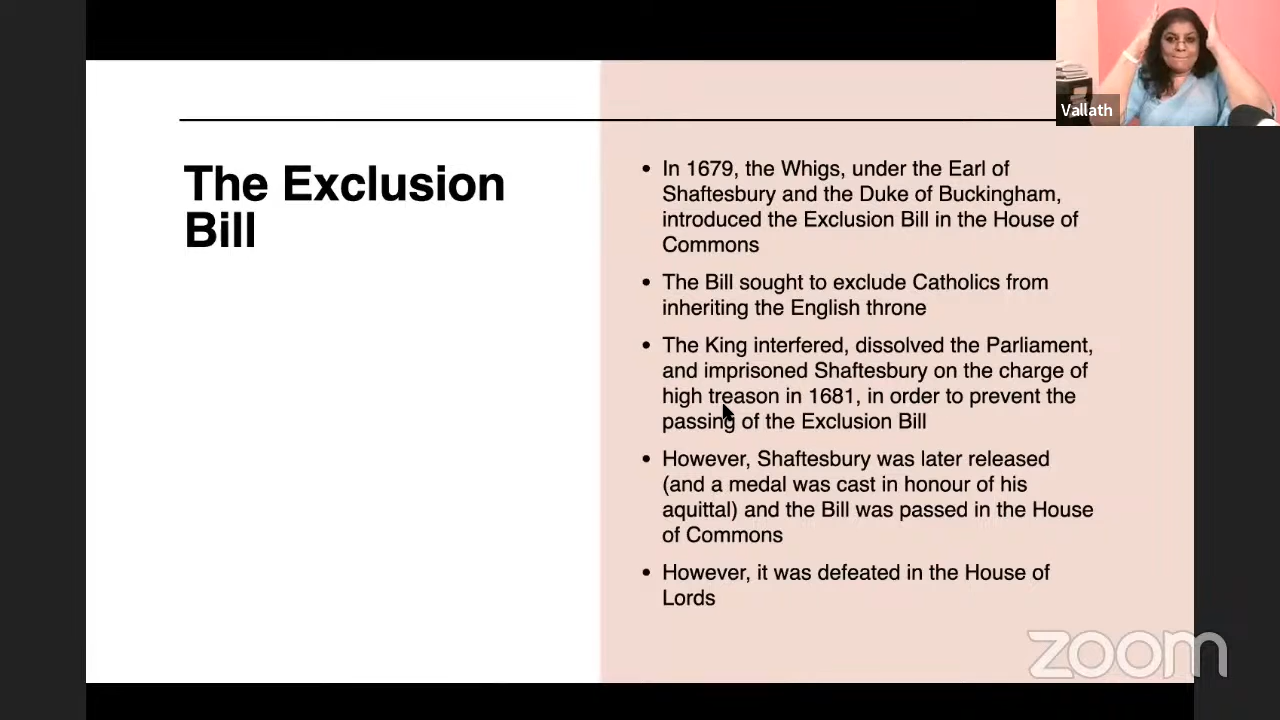 Vallath
The Exclusion
Bill
• In 1679, the Whigs, under the Earl of
Shaftesbury and the Duke of Buckingham,
introduced the Exclusion Bill in the House of
Commons
• The Bill sought to exclude Catholics from
inheriting the English throne
• The King interfered, dissolved the Parliament,
and imprisoned Shaftesbury on the charge of
high treason in 1681, in order to prevent the
passing of the Exclusion Bill
• However, Shaftesbury was later released
(and a medal was cast in honour of his
aquittal) and the Bill was passed in the House
of Commons
• However, it was defeated in the House of
Lords
zoom